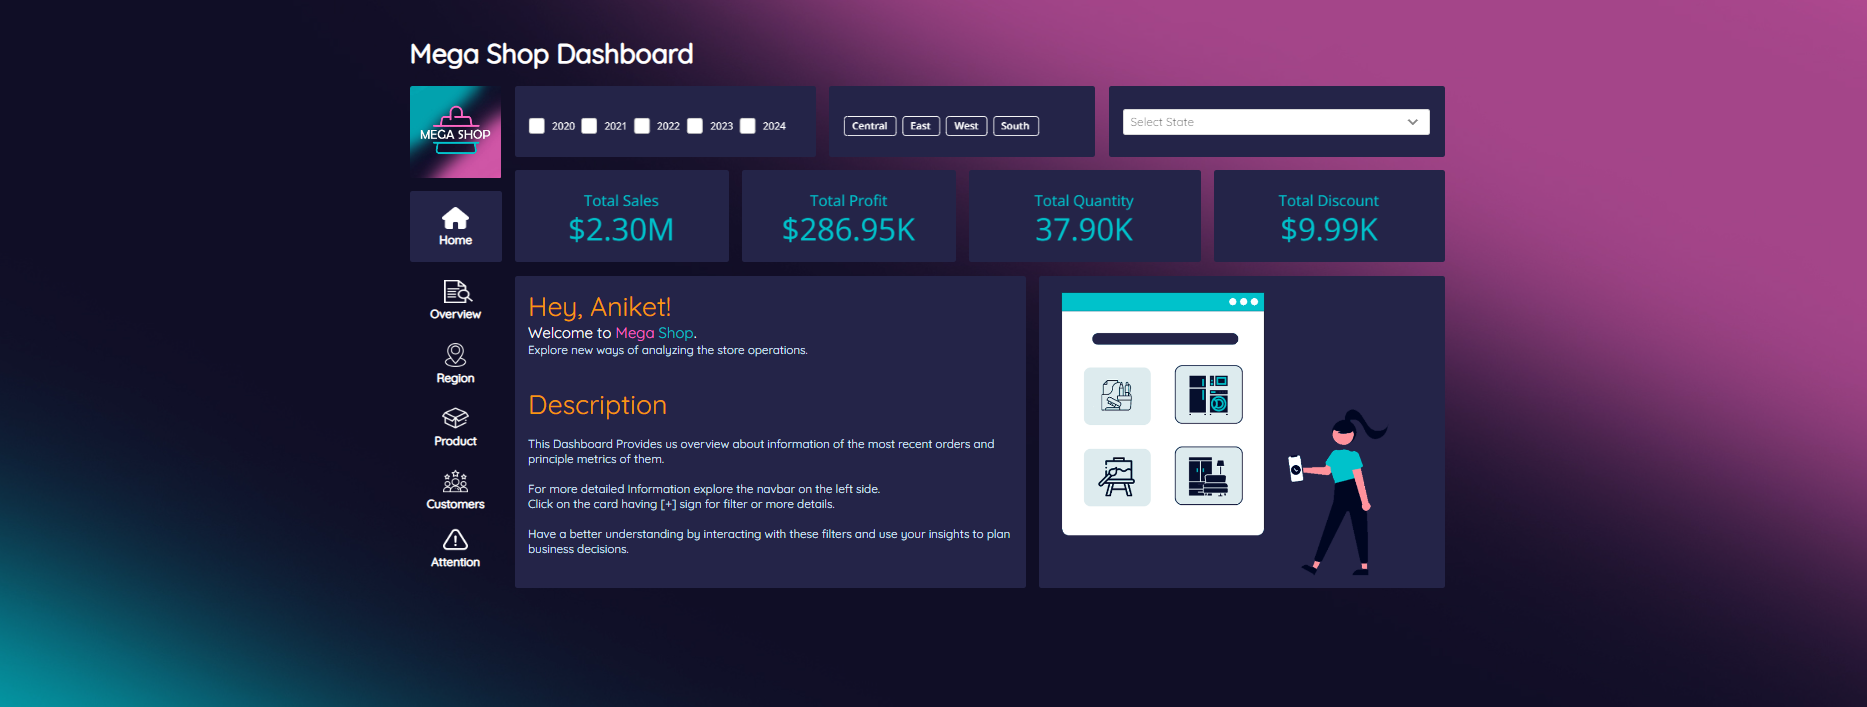 Mega Shop Dashboard
MEGA SHOP
2020 2021 2022 2023 2024
Central East West South
Select State
Home
Overview
Region
Product
Customers
Attention
Total Sales
$2.30M
Total Profit
$286.95K
Total Quantity
37.90K
Total Discount
$9.99K
Hey, Aniket!
Welcome to Mega Shop.
Explore new ways of analyzing the store operations.
Description
This Dashboard Provides us overview about information of the most recent orders and
principle metrics of them.
For more detailed Information explore the navbar on the left side.
Click on the card having [+] sign for filter or more details.
Have a better understanding by interacting with these filters and use your insights to plan
business decisions.